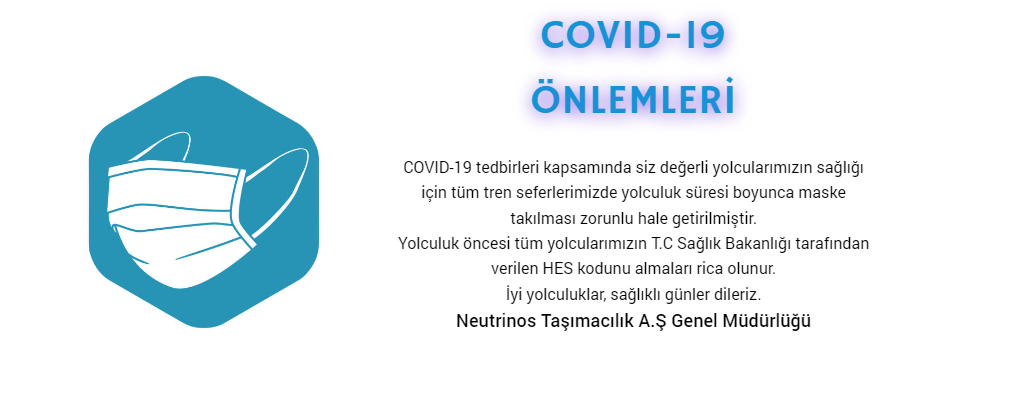 COVID-19
ÖNLEMLERİ
COVID-19 tedbirleri kapsamında siz değerli yolcularımızın sağlığı
için tüm tren seferlerimizde yolculuk süresi boyunca maske
takılması zorunlu hale getirilmiştir.
Yolculuk öncesi tüm yolcularımızın T.C Sağlık Bakanlığı tarafından
verilen HES kodunu almaları rica olunur.
İyi yolculuklar, sağlıklı günler dileriz.
Neutrinos Taşımacılık A.Ş Genel Müdürlüğü